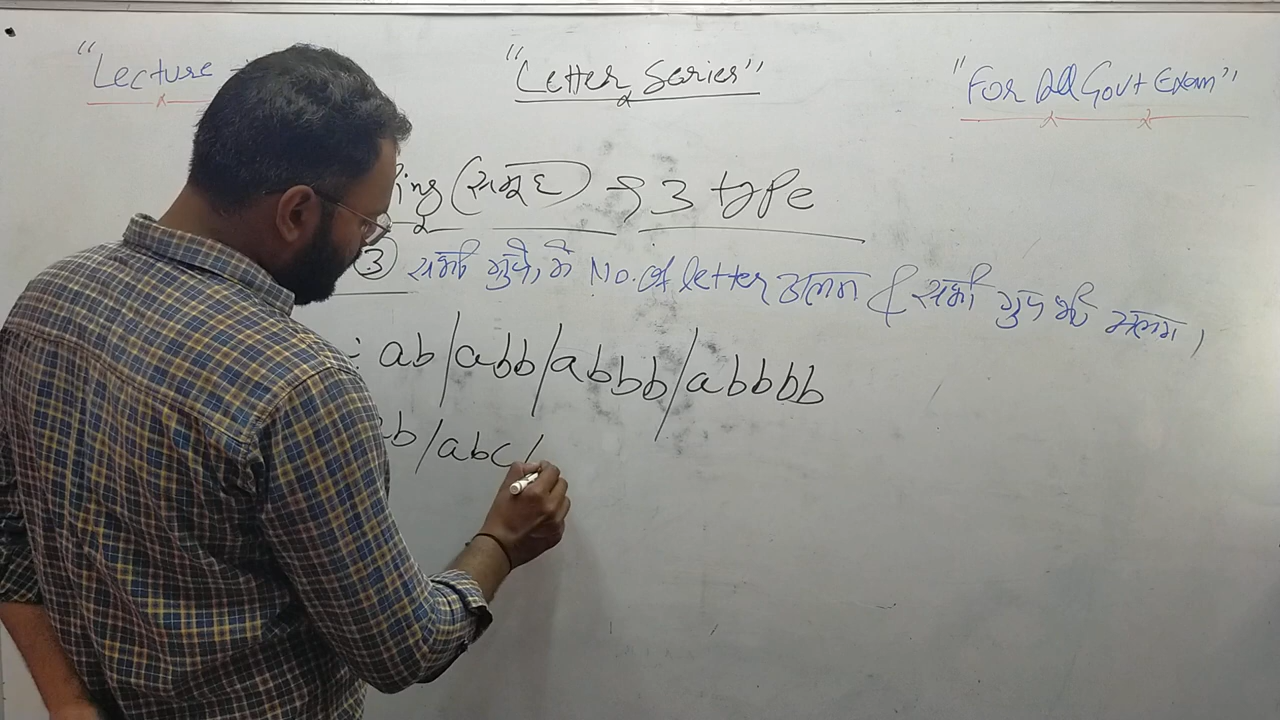 "Lecture
"Letter Series"
"For All Govt Exam"
ing (समूह) → 3 type
③ सभी ग्रुपों में No. of letter अलग & सभी ग्रुप भी अलग।
: ab/abb/abbb/abbbb
ab/abc/